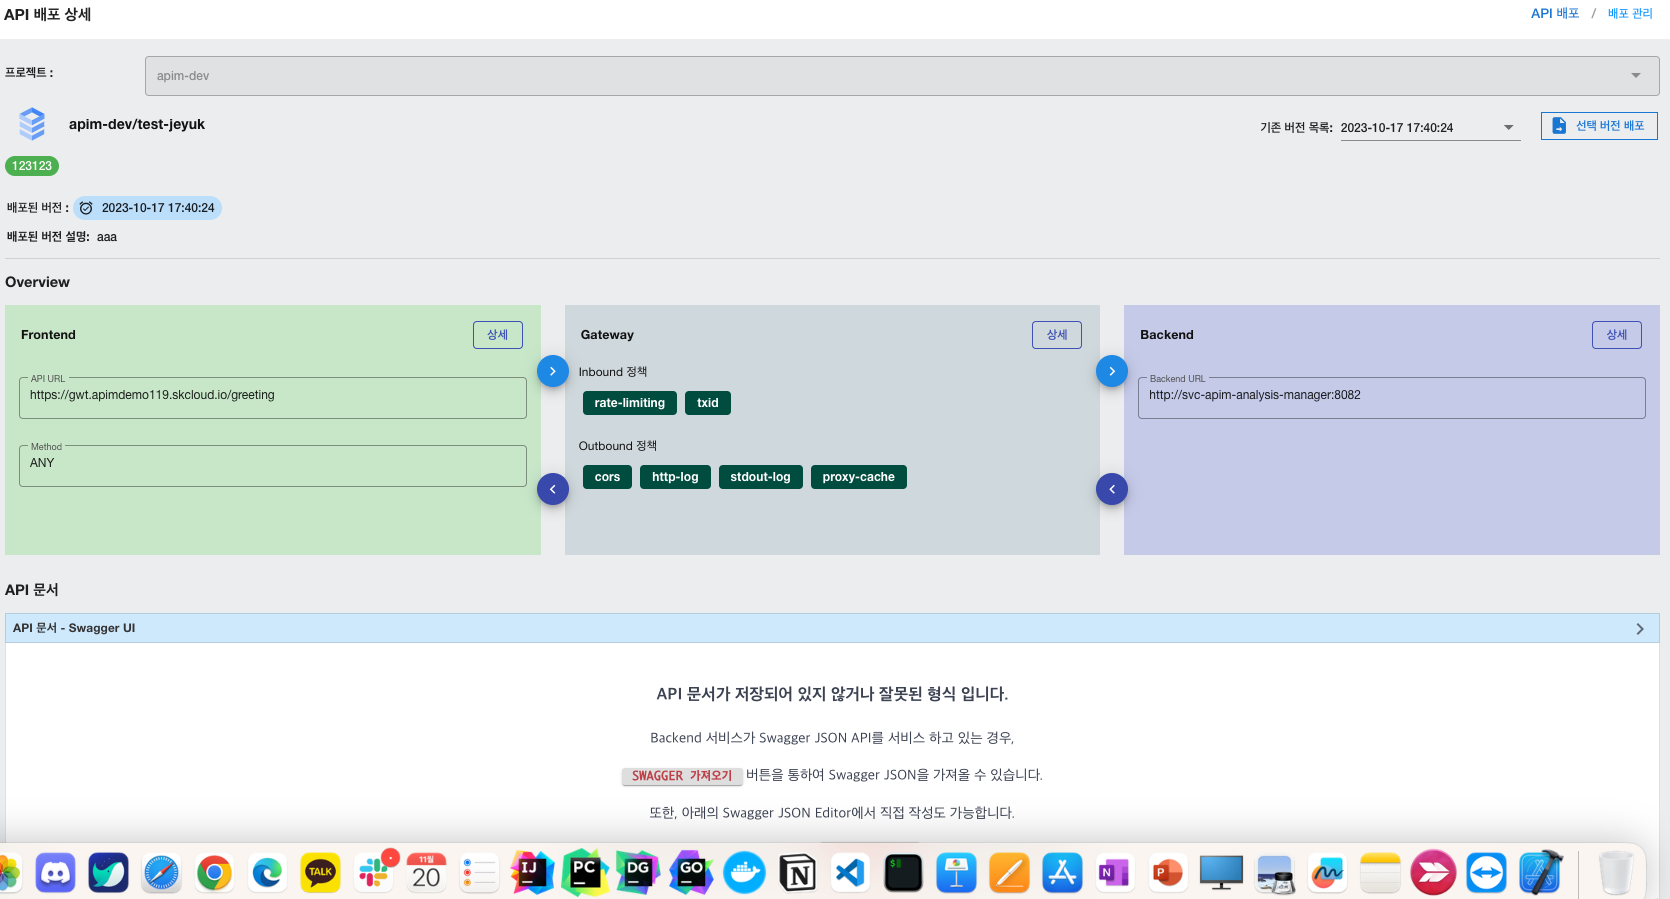 API 배포 상세
API 배포 / 배포 관리
프로젝트 :
apim-dev
apim-dev/test-jeyuk
기존 버전 목록: 2023-10-17 17:40:24
선택 버전 배포
123123
배포된 버전 : 2023-10-17 17:40:24
배포된 버전 설명: aaa
Overview
Frontend
상세
API URL
https://gwt.apimdemo119.skcloud.io/greeting
Method
ANY
Gateway
상세
Inbound 정책
rate-limiting txid
Outbound 정책
cors http-log stdout-log proxy-cache
Backend
상세
Backend URL
http://svc-apim-analysis-manager:8082
API 문서
API 문서 - Swagger UI
API 문서가 저장되어 있지 않거나 잘못된 형식 입니다.
Backend 서비스가 Swagger JSON API를 서비스 하고 있는 경우,
SWAGGER 가져오기 버튼을 통하여 Swagger JSON을 가져올 수 있습니다.
또한, 아래의 Swagger JSON Editor에서 직접 작성도 가능합니다.
TALK
11월
20
IJ
PC
DG
GO
N
$
N
P